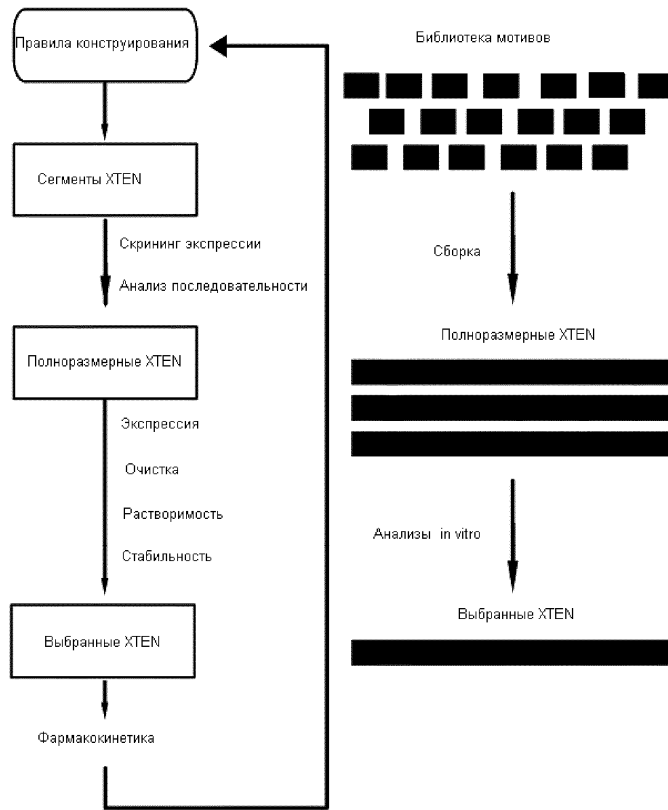 Правила конструирования
Сегменты XTEN
Скрининг экспрессии
Анализ последовательности
Полноразмерные XTEN
Экспрессия
Очистка
Растворимость
Стабильность
Выбранные XTEN
Фармакокинетика
Библиотека мотивов
Сборка
Полноразмерные XTEN
Анализы in vitro
Выбранные XTEN